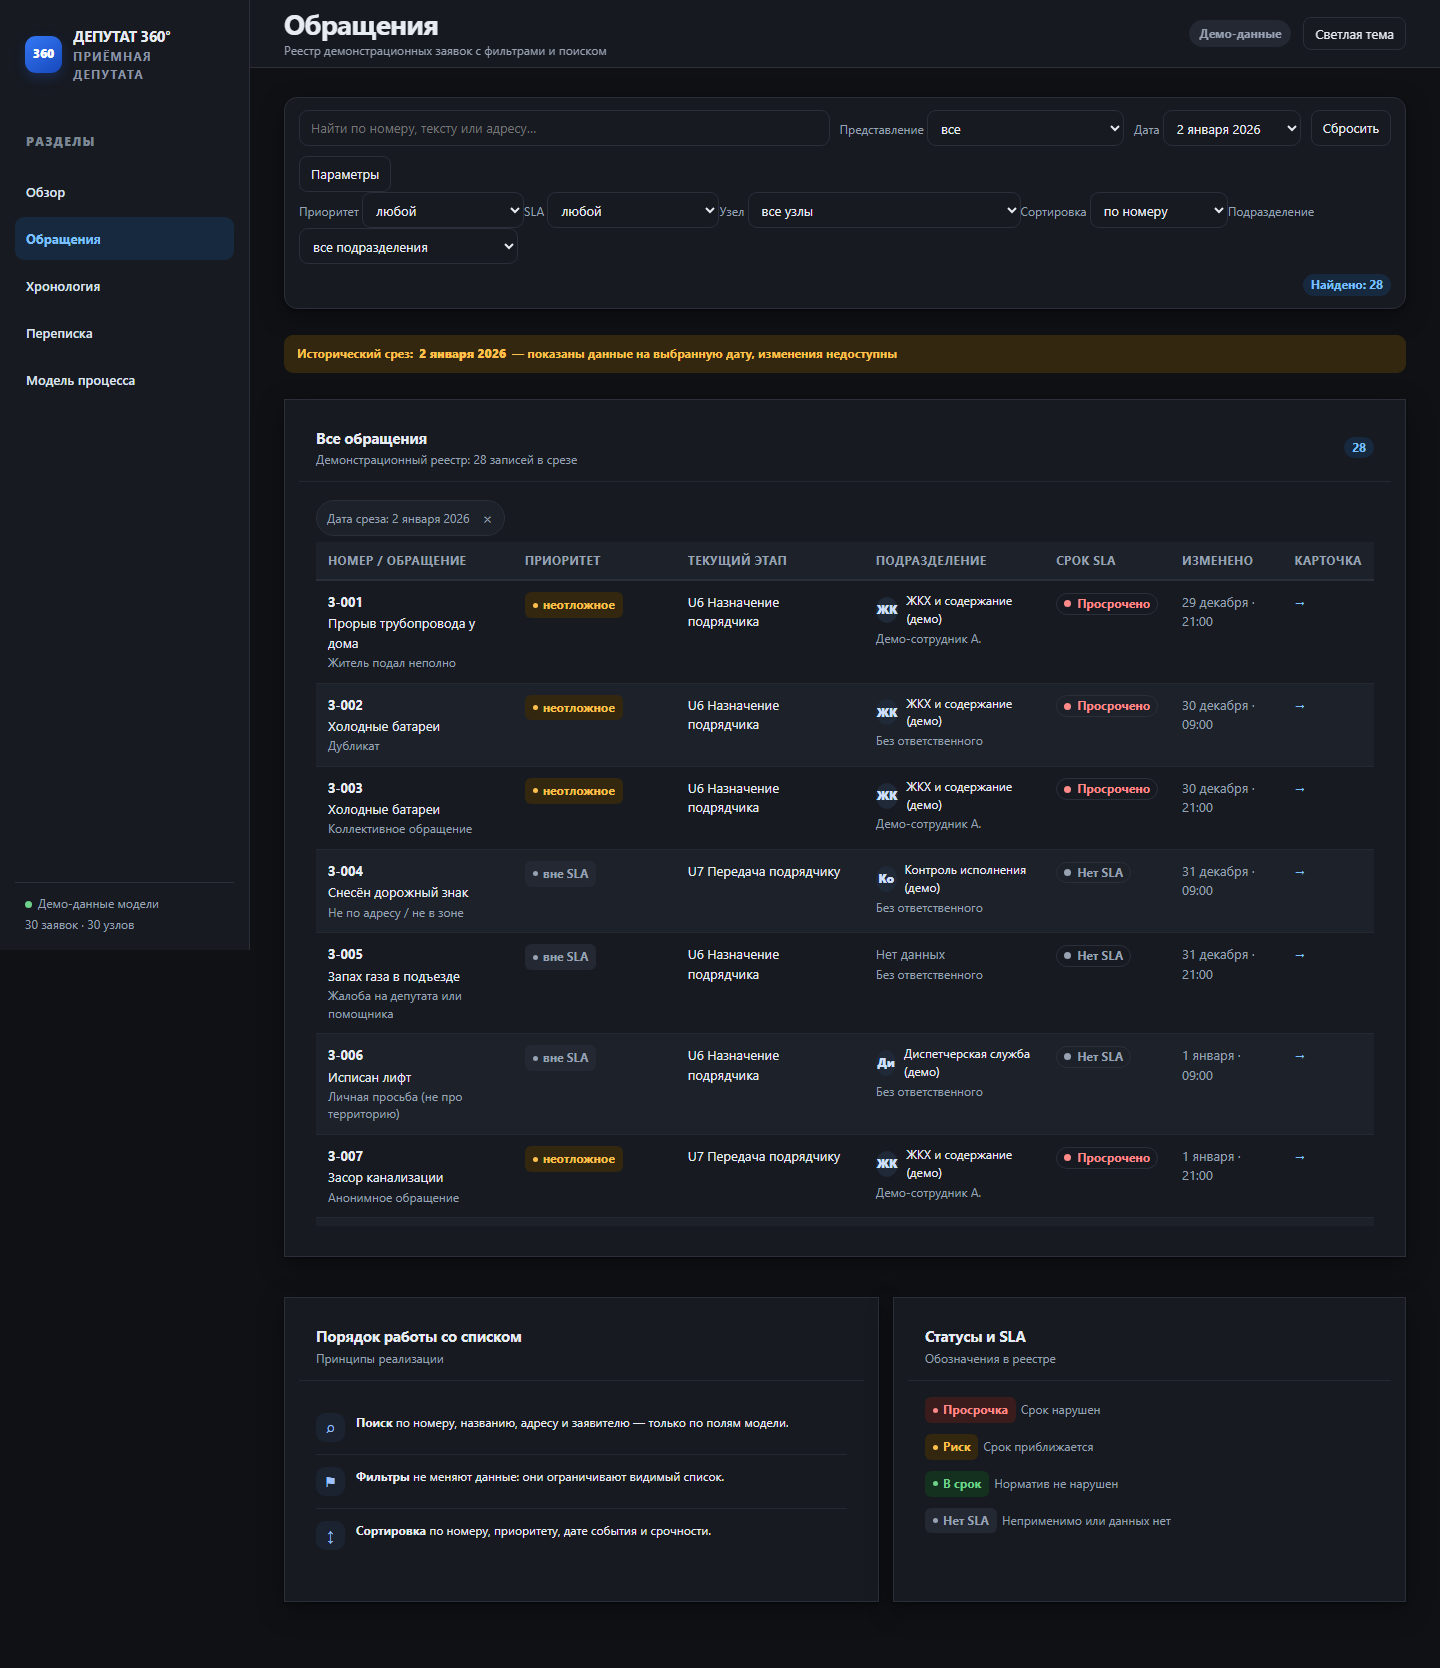 360
ДЕПУТАТ 360°
ПРИЁМНАЯ
ДЕПУТАТА
РАЗДЕЛЫ
Обзор
Обращения
Хронология
Переписка
Модель процесса
Демо-данные модели
30 заявок · 30 узлов
Обращения
Реестр демонстрационных заявок с фильтрами и поиском
Демо-данные
Светлая тема
Найти по номеру, тексту или адресу...
Представление все
Дата 2 января 2026
Сбросить
Параметры
Приоритет любой SLA любой Узел все узлы Сортировка по номеру Подразделение
все подразделения
Найдено: 28
Исторический срез: 2 января 2026 — показаны данные на выбранную дату, изменения недоступны
Все обращения
Демонстрационный реестр: 28 записей в срезе
28
Дата среза: 2 января 2026 ×
НОМЕР / ОБРАЩЕНИЕ ПРИОРИТЕТ ТЕКУЩИЙ ЭТАП ПОДРАЗДЕЛЕНИЕ СРОК SLA ИЗМЕНЕНО КАРТОЧКА
З-001
Прорыв трубопровода у
дома
Житель подал неполно
неотложное
U6 Назначение
подрядчика
ЖК ЖКХ и содержание
(демо)
Демо-сотрудник А.
Просрочено
29 декабря ·
21:00
→
З-002
Холодные батареи
Дубликат
неотложное
U6 Назначение
подрядчика
ЖК ЖКХ и содержание
(демо)
Без ответственного
Просрочено
30 декабря ·
09:00
→
З-003
Холодные батареи
Коллективное обращение
неотложное
U6 Назначение
подрядчика
ЖК ЖКХ и содержание
(демо)
Демо-сотрудник А.
Просрочено
30 декабря ·
21:00
→
З-004
Снесён дорожный знак
Не по адресу / не в зоне
вне SLA
U7 Передача подрядчику
Ко Контроль исполнения
(демо)
Без ответственного
Нет SLA
31 декабря ·
09:00
→
З-005
Запах газа в подъезде
Жалоба на депутата или
помощника
вне SLA
U6 Назначение
подрядчика
Нет данных
Без ответственного
Нет SLA
31 декабря ·
21:00
→
З-006
Исписан лифт
Личная просьба (не про
территорию)
вне SLA
U6 Назначение
подрядчика
Ди Диспетчерская служба
(демо)
Без ответственного
Нет SLA
1 января ·
09:00
→
З-007
Засор канализации
Анонимное обращение
неотложное
U7 Передача подрядчику
ЖК ЖКХ и содержание
(демо)
Демо-сотрудник А.
Просрочено
1 января ·
21:00
→
Порядок работы со списком
Принципы реализации
Поиск по номеру, названию, адресу и заявителю — только по полям модели.
Фильтры не меняют данные: они ограничивают видимый список.
Сортировка по номеру, приоритету, дате события и срочности.
Статусы и SLA
Обозначения в реестре
Просрочка Срок нарушен
Риск Срок приближается
В срок Норматив не нарушен
Нет SLA Неприменимо или данных нет